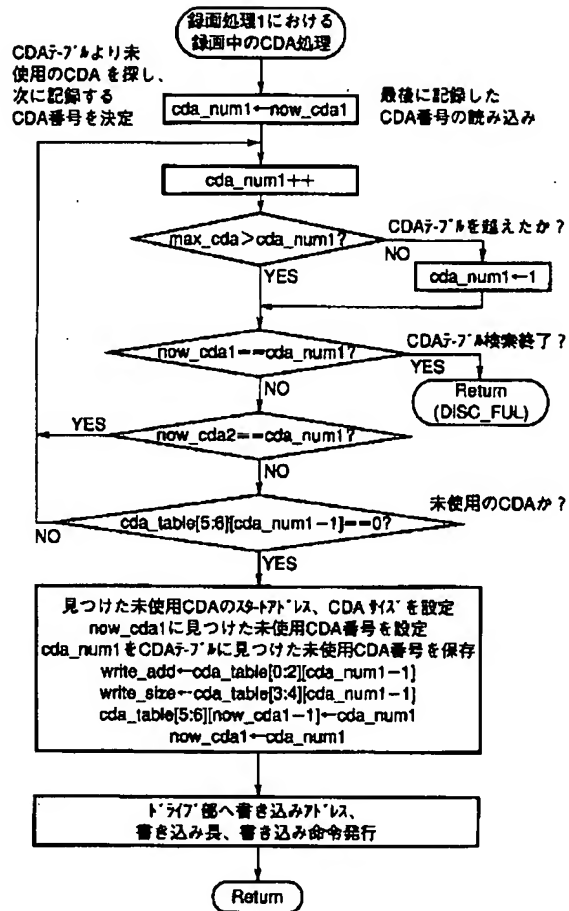 録画処理1における
録画中のCDA処理
CDAテーブルより未
使用のCDA を探し、
次に記録する
CDA番号を決定
cda_num1←now_cda1
最後に記録した
CDA番号の読み込み
cda_num1++
max_cda>cda_num1?
CDAテーブルを越えたか?
NO
YES
cda_num1←1
now_cda1==cda_num1?
CDAテーブル検索終了?
YES
NO
Return
(DISC_FUL)
YES
now_cda2==cda_num1?
NO
未使用のCDAか?
cda_table[5:6][cda_num1−1]==0?
NO
YES
見つけた未使用CDAのスタートアドレス、CDA サイズを設定
now_cda1に見つけた未使用CDA番号を設定
cda_num1をCDAテーブルに見つけた未使用CDA番号を保存
write_add←cda_table[0:2][cda_num1−1]
write_size←cda_table[3:4][cda_num1−1]
cda_table[5:6][now_cda1−1]←cda_num1
now_cda1←cda_num1
ドライブ部へ書き込みアドレス、
書き込み長、書き込み命令発行
Return